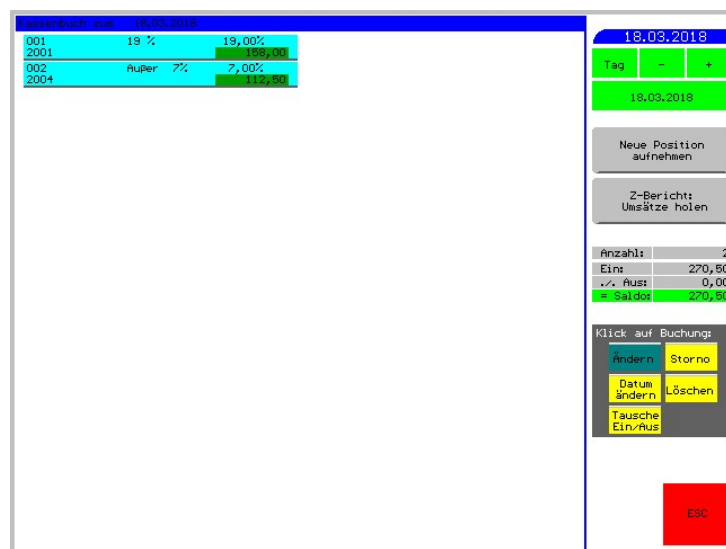 Kassenbuch zum 18.03.2018
001 19 % 19,00%
2001 158,00
002 Außer 7% 7,00%
2004 112,50
18.03.2018
Tag - +
18.03.2018
Neue Position
aufnehmen
Z-Bericht:
Umsätze holen
Anzahl: 2
Ein: 270,50
./. Aus: 0,00
= Saldo: 270,50
Klick auf Buchung:
Ändern Storno
Datum
ändern Löschen
Tausche
Ein/Aus
ESC